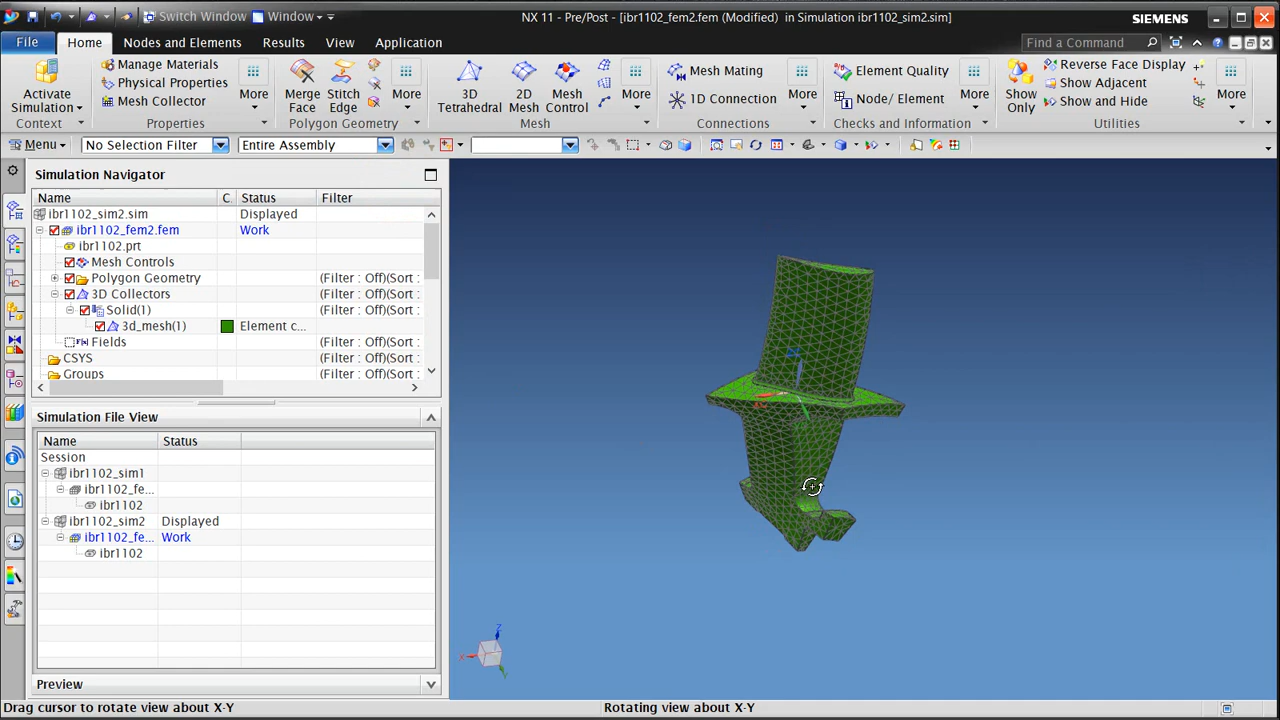 Switch Window Window NX 11 - Pre/Post - [ibr1102_fem2.fem (Modified) in Simulation ibr1102_sim2.sim] SIEMENS
File Home Nodes and Elements Results View Application Find a Command
Activate Simulation
Context
Manage Materials
Physical Properties
Mesh Collector
More
Properties
Merge Face
Stitch Edge
More
Polygon Geometry
3D Tetrahedral
2D Mesh
Mesh Control
More
Mesh
Mesh Mating
1D Connection
More
Connections
Element Quality
Node/ Element
More
Checks and Information
Show Only
Reverse Face Display
Show Adjacent
Show and Hide
More
Utilities
Menu No Selection Filter Entire Assembly
Simulation Navigator
Name C. Status Filter
ibr1102_sim2.sim Displayed
ibr1102_fem2.fem Work
ibr1102.prt
Mesh Controls
Polygon Geometry (Filter : Off)(Sort :
3D Collectors (Filter : Off)(Sort :
Solid(1) (Filter : Off)(Sort :
3d_mesh(1) Element c...
Fields (Filter : Off)(Sort :
CSYS (Filter : Off)(Sort :
Groups (Filter : Off)(Sort :
Simulation File View
Name Status
Session
ibr1102_sim1
ibr1102_fe...
ibr1102
ibr1102_sim2 Displayed
ibr1102_fe... Work
ibr1102
Preview
Z
X
Y
Drag cursor to rotate view about X-Y Rotating view about X-Y